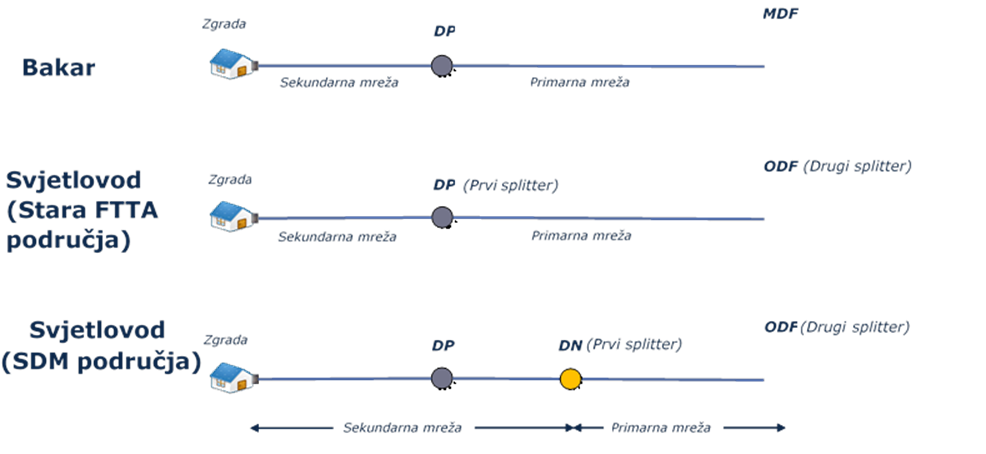 MDF
Zgrada
DP
Bakar
Sekundarna mreža
Primarna mreža
ODF (Drugi splitter)
Svjetlovod
(Stara FTTA
područja)
Zgrada
DP (Prvi splitter)
Sekundarna mreža
Primarna mreža
ODF (Drugi splitter)
Svjetlovod
(SDM područja)
Zgrada
DP
DN (Prvi splitter)
Sekundarna mreža
Primarna mreža